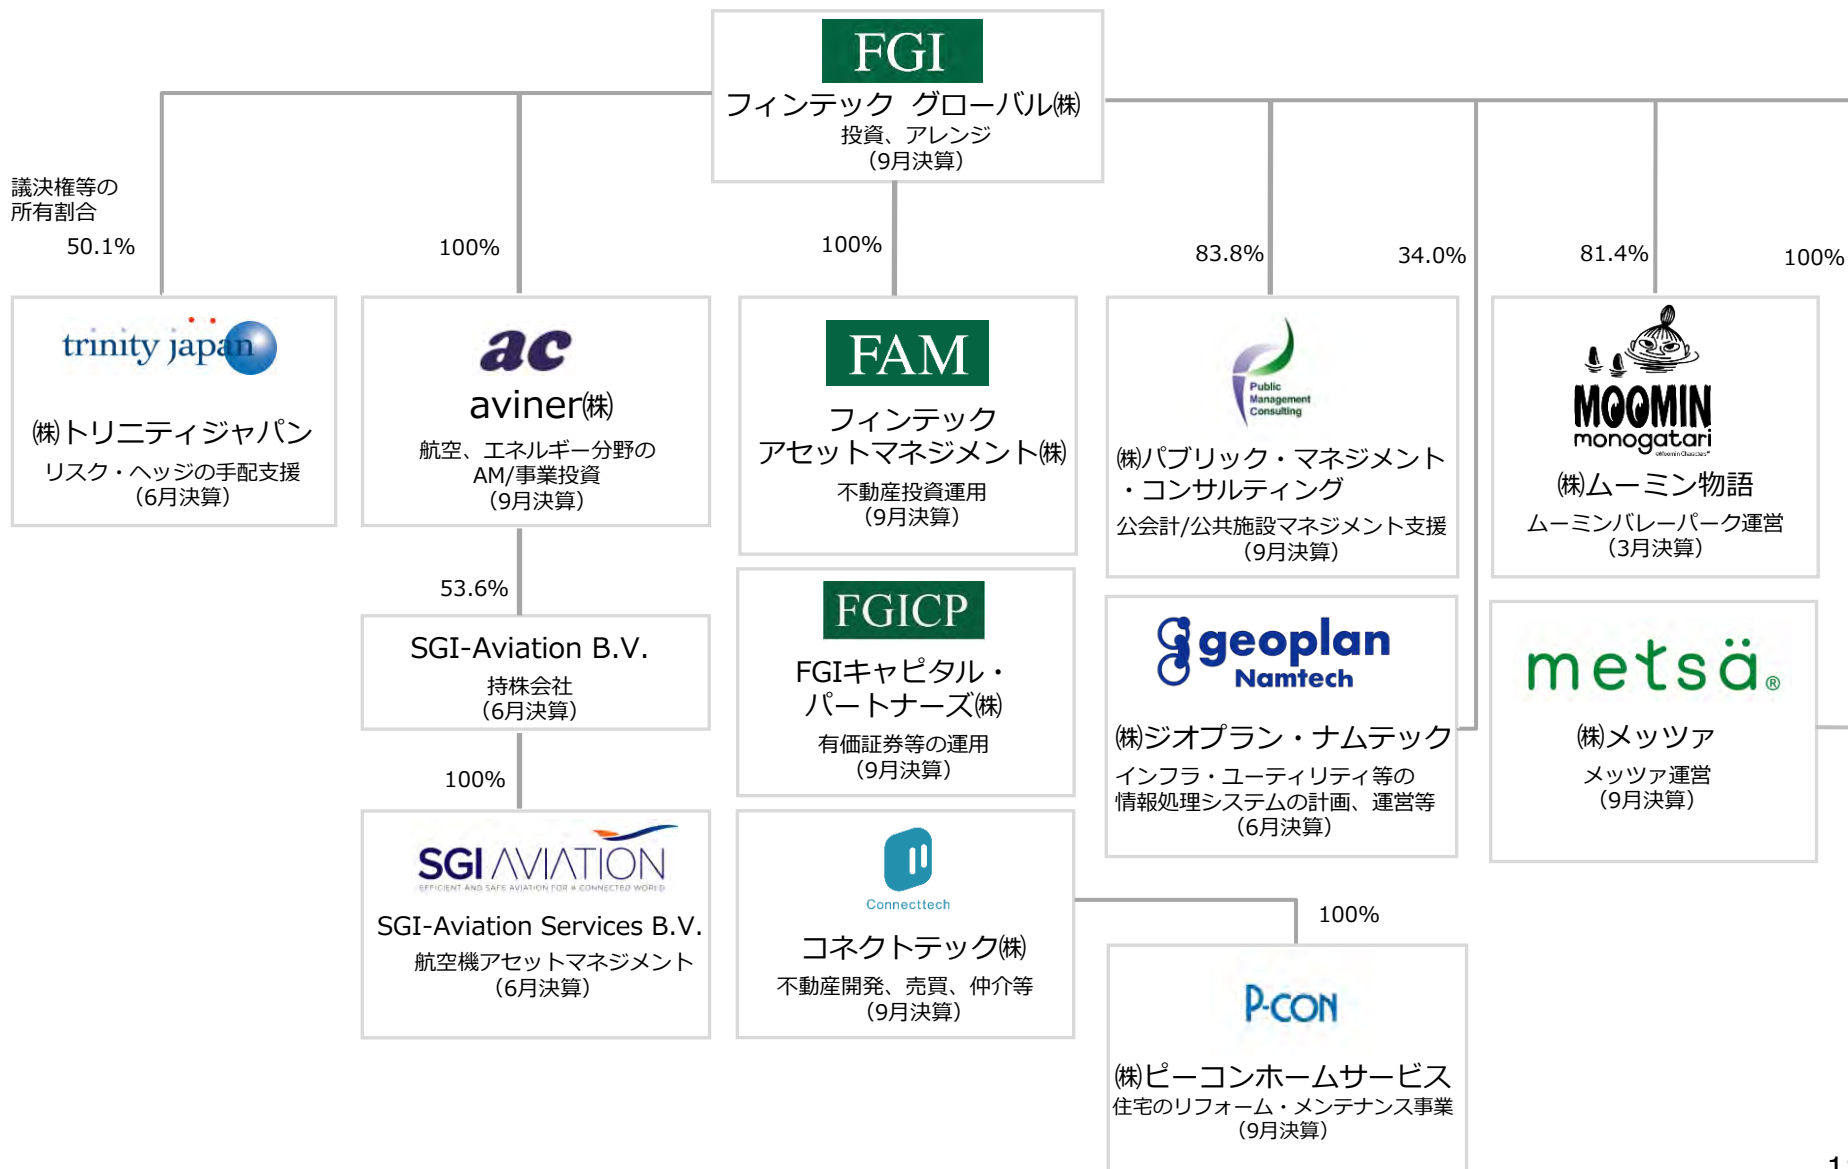 FGI
フィンテック グローバル㈱
投資、アレンジ
（9月決算）
議決権等の
所有割合
50.1%
100%
100%
83.8%
34.0%
81.4%
100%
trinity japan
㈱トリニティジャパン
リスク・ヘッジの手配支援
（6月決算）
ac
aviner㈱
航空、エネルギー分野の
AM/事業投資
（9月決算）
53.6%
SGI-Aviation B.V.
持株会社
（6月決算）
100%
SGI AVIATION
EFFICIENT AND SAFE AVIATION FOR A CONNECTED WORLD
SGI-Aviation Services B.V.
航空機アセットマネジメント
（6月決算）
FAM
フィンテック
アセットマネジメント㈱
不動産投資運用
（9月決算）
FGICP
FGIキャピタル・
パートナーズ㈱
有価証券等の運用
（9月決算）
Connecttech
コネクトテック㈱
不動産開発、売買、仲介等
（9月決算）
Public
Management
Consulting
㈱パブリック・マネジメント
・コンサルティング
公会計/公共施設マネジメント支援
（9月決算）
geoplan
Namtech
㈱ジオプラン・ナムテック
インフラ・ユーティリティ等の
情報処理システムの計画、運営等
（6月決算）
100%
P-CON
㈱ピーコンホームサービス
住宅のリフォーム・メンテナンス事業
（9月決算）
MOOMIN
monogatari
©Moomin Characters™
㈱ムーミン物語
ムーミンバレーパーク運営
（3月決算）
metsä®
㈱メッツァ
メッツァ運営
（9月決算）
1